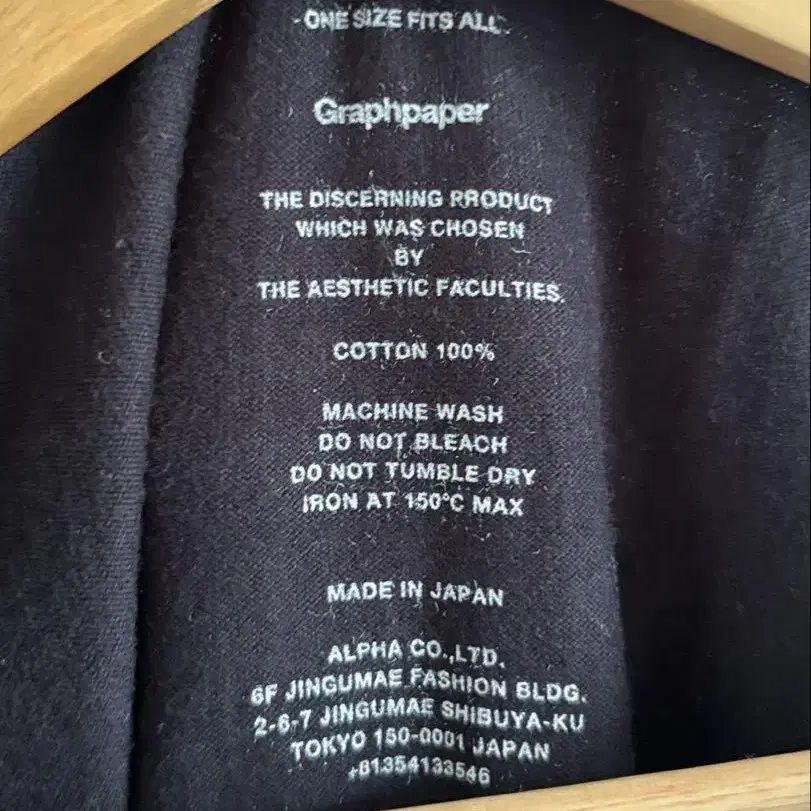 -ONE SIZE FITS ALL-
Graphpaper
THE DISCERNING PRODUCT
WHICH WAS CHOSEN
BY
THE AESTHETIC FACULTIES.
COTTON 100%
MACHINE WASH
DO NOT BLEACH
DO NOT TUMBLE DRY
IRON AT 150°C MAX
MADE IN JAPAN
ALPHA CO.,LTD.
6F JINGUMAE FASHION BLDG.
2-6-7 JINGUMAE SHIBUYA-KU
TOKYO 150-0001 JAPAN
+81354133546